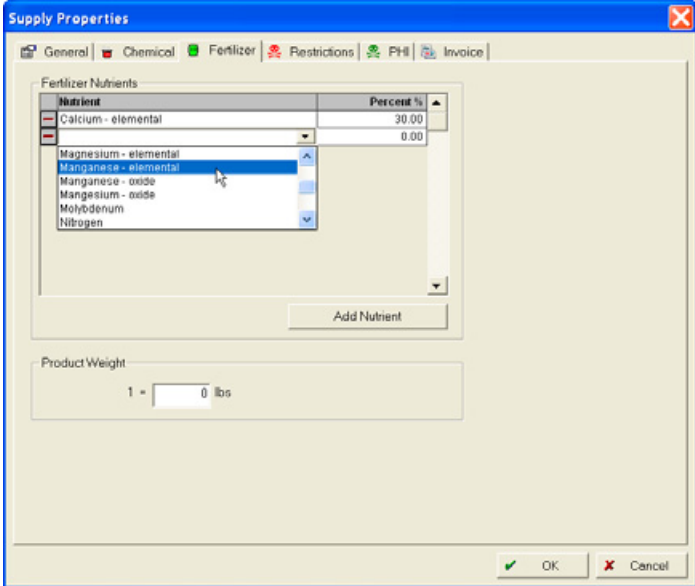 Supply Properties
General Chemical Fertilizer Restrictions PHI Invoice
Fertilizer Nutrients
Nutrient Percent %
Calcium - elemental 30.00
0.00
Magnesium - elemental
Manganese - elemental
Manganese - oxide
Mangesium - oxide
Molybdenum
Nitrogen
Add Nutrient
Product Weight
1 = 0 lbs
OK Cancel